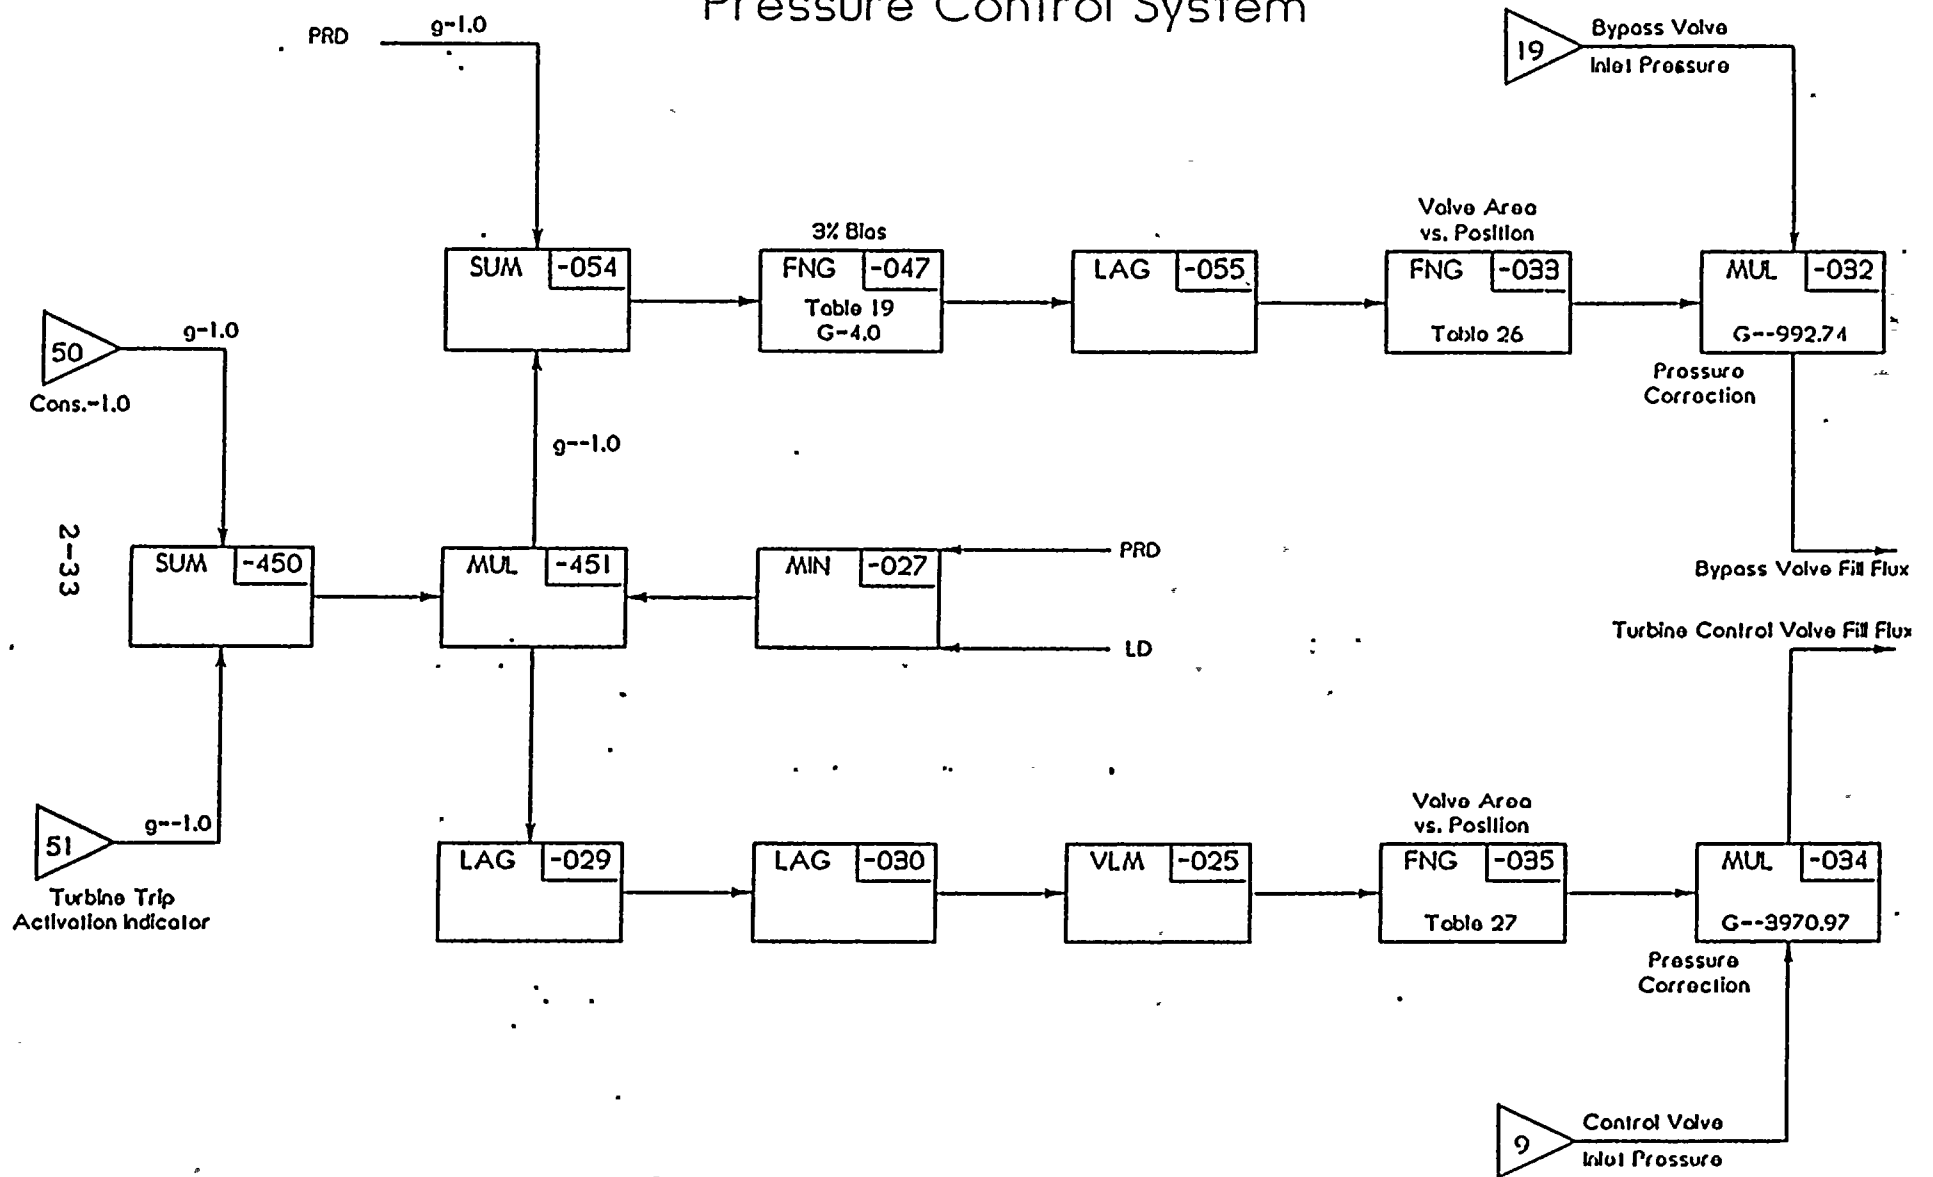 Pressure Control System
PRD
g=1.0
19
Bypass Valve
Inlet Pressure
SUM -054
3% Bias
FNG -047
Table 19
G=4.0
LAG -055
Valve Area
vs. Position
FNG -033
Table 26
MUL -032
G=-992.74
Pressure
Correction
50
g=1.0
Cons.=1.0
g=-1.0
2-33
SUM -450
MUL -451
MIN -027
PRD
LD
Bypass Valve Fill Flux
Turbine Control Valve Fill Flux
51
g=-1.0
Turbine Trip
Activation Indicator
LAG -029
LAG -030
VLM -025
Valve Area
vs. Position
FNG -035
Table 27
MUL -034
G=-3970.97
Pressure
Correction
9
Control Valve
Inlet Pressure